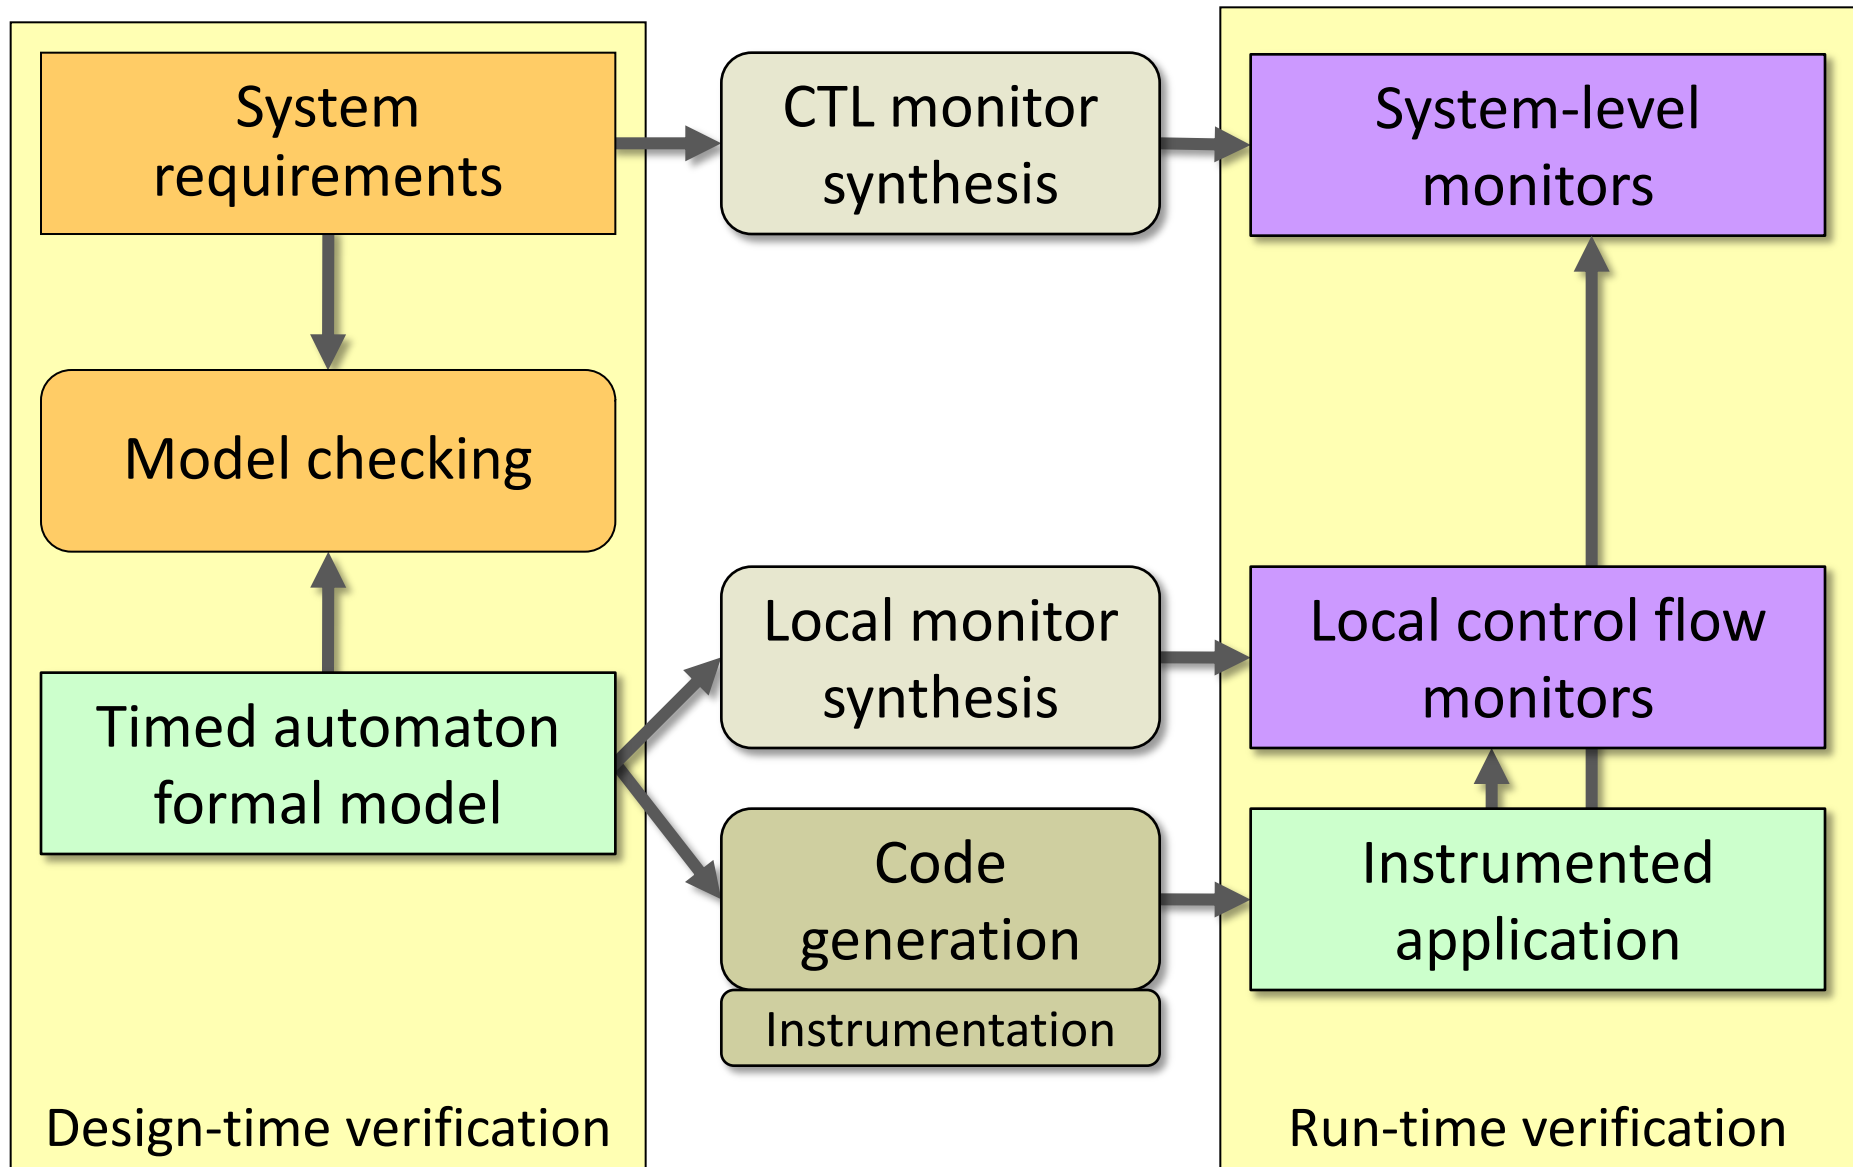 System
requirements
CTL monitor
synthesis
System-level
monitors
Model checking
Local monitor
synthesis
Local control flow
monitors
Timed automaton
formal model
Code
generation
Instrumentation
Instrumented
application
Design-time verification
Run-time verification